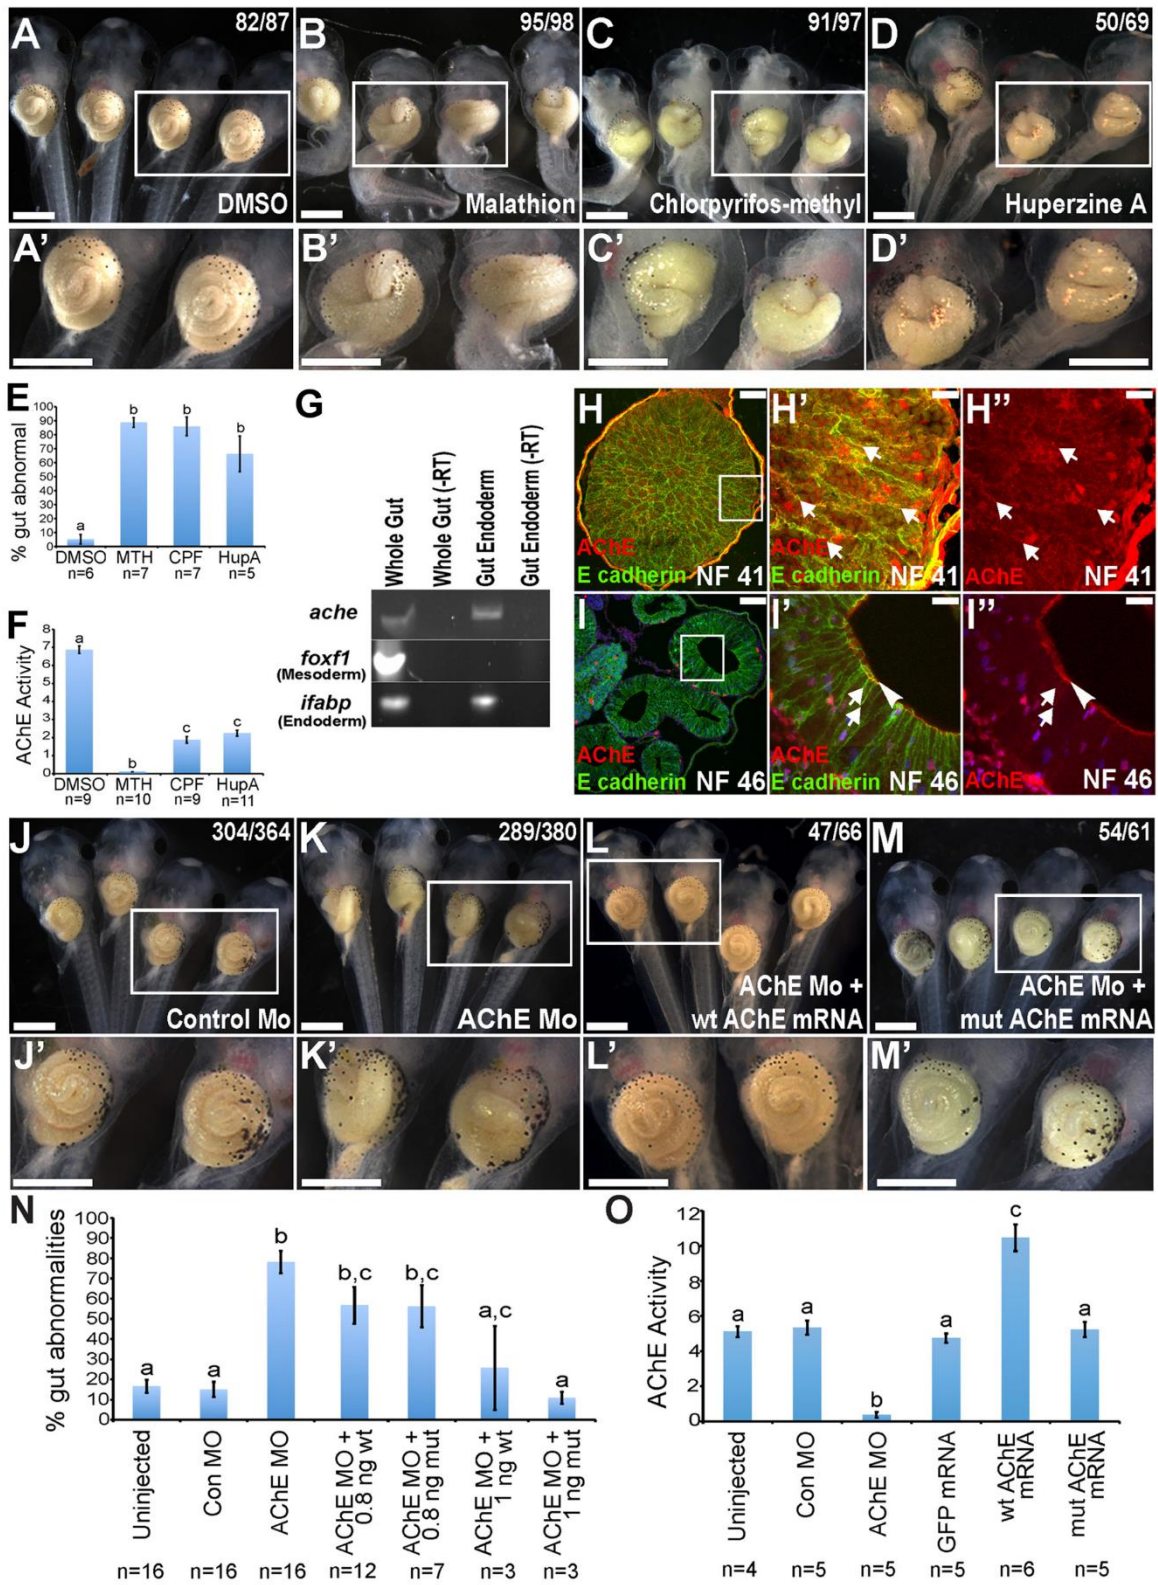 A 82/87 B 95/98 C 91/97 D 50/69
DMSO Malathion Chlorpyrifos-methyl Huperzine A
A' B' C' D'
E
% gut abnormal
100
90
80
70
60
50
40
30
20
10
0
a b b b
DMSO MTH CPF HupA
n=6 n=7 n=7 n=5
F
AChE Activity
8
7
6
5
4
3
2
1
0
a b c c
DMSO MTH CPF HupA
n=9 n=10 n=9 n=11
G
Whole Gut
Whole Gut (-RT)
Gut Endoderm
Gut Endoderm (-RT)
ache
foxf1
(Mesoderm)
ifabp
(Endoderm)
H H' H"
AChE AChE
E cadherin NF 41 E cadherin NF 41 AChE NF 41
I I' I"
AChE AChE
E cadherin NF 46 E cadherin NF 46 AChE NF 46
J 304/364 K 289/380 L 47/66 M 54/61
Control Mo AChE Mo AChE Mo + AChE Mo +
wt AChE mRNA mut AChE mRNA
J' K' L' M'
N
% gut abnormalities
100
90
80
70
60
50
40
30
20
10
0
a a b b,c b,c a,c a
Uninjected
Con MO
AChE MO
AChE MO +
0.8 ng wt
AChE MO +
0.8 ng mut
AChE MO +
1 ng wt
AChE MO +
1 ng mut
n=16 n=16 n=16 n=12 n=7 n=3 n=3
O
AChE Activity
12
10
8
6
4
2
0
a a b a c a
Uninjected
Con MO
AChE MO
GFP mRNA
wt AChE
mRNA
mut AChE
mRNA
n=4 n=5 n=5 n=5 n=6 n=5